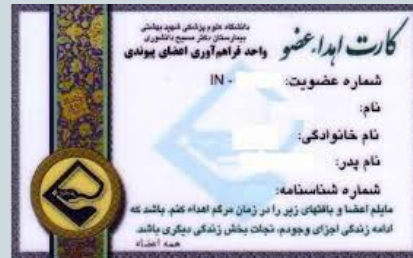 کارت اهداء عضو
دانشگاه علوم پزشکی شهید بهشتی
بیمارستان دکتر مسیح دانشوری
واحد فراهم‌آوری اعضای پیوندی
شماره عضویت: IN -
نام:
نام خانوادگی:
نام پدر:
شماره شناسنامه:
مایلم اعضا و بافتهای زیر را در زمان مرگم اهداء کنم. باشد که
ادامه زندگی اجزای وجودم، نجات بخش زندگی دیگری باشد.
همه اعضاء